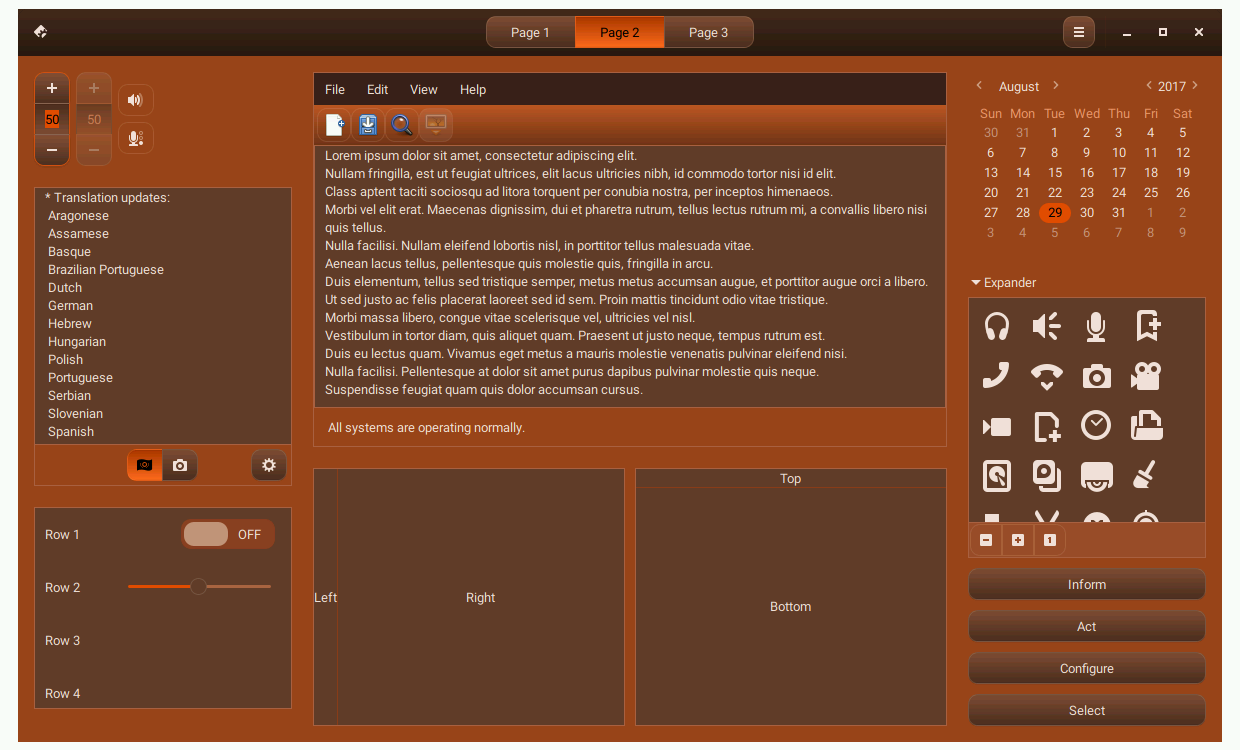 Page 1 Page 2 Page 3
50 50
* Translation updates:
Aragonese
Assamese
Basque
Brazilian Portuguese
Dutch
German
Hebrew
Hungarian
Polish
Portuguese
Serbian
Slovenian
Spanish
Row 1 OFF
Row 2
Row 3
Row 4
File Edit View Help
Lorem ipsum dolor sit amet, consectetur adipiscing elit.
Nullam fringilla, est ut feugiat ultrices, elit lacus ultricies nibh, id commodo tortor nisi id elit.
Class aptent taciti sociosqu ad litora torquent per conubia nostra, per inceptos himenaeos.
Morbi vel elit erat. Maecenas dignissim, dui et pharetra rutrum, tellus lectus rutrum mi, a convallis libero nisi
quis tellus.
Nulla facilisi. Nullam eleifend lobortis nisl, in porttitor tellus malesuada vitae.
Aenean lacus tellus, pellentesque quis molestie quis, fringilla in arcu.
Duis elementum, tellus sed tristique semper, metus metus accumsan augue, et porttitor augue orci a libero.
Ut sed justo ac felis placerat laoreet sed id sem. Proin mattis tincidunt odio vitae tristique.
Morbi massa libero, congue vitae scelerisque vel, ultricies vel nisl.
Vestibulum in tortor diam, quis aliquet quam. Praesent ut justo neque, tempus rutrum est.
Duis eu lectus quam. Vivamus eget metus a mauris molestie venenatis pulvinar eleifend nisi.
Nulla facilisi. Pellentesque at dolor sit amet purus dapibus pulvinar molestie quis neque.
Suspendisse feugiat quam quis dolor accumsan cursus.
All systems are operating normally.
Left Right
Top
Bottom
August 2017
Sun Mon Tue Wed Thu Fri Sat
30 31 1 2 3 4 5
6 7 8 9 10 11 12
13 14 15 16 17 18 19
20 21 22 23 24 25 26
27 28 29 30 31 1 2
3 4 5 6 7 8 9
Expander
1
Inform
Act
Configure
Select